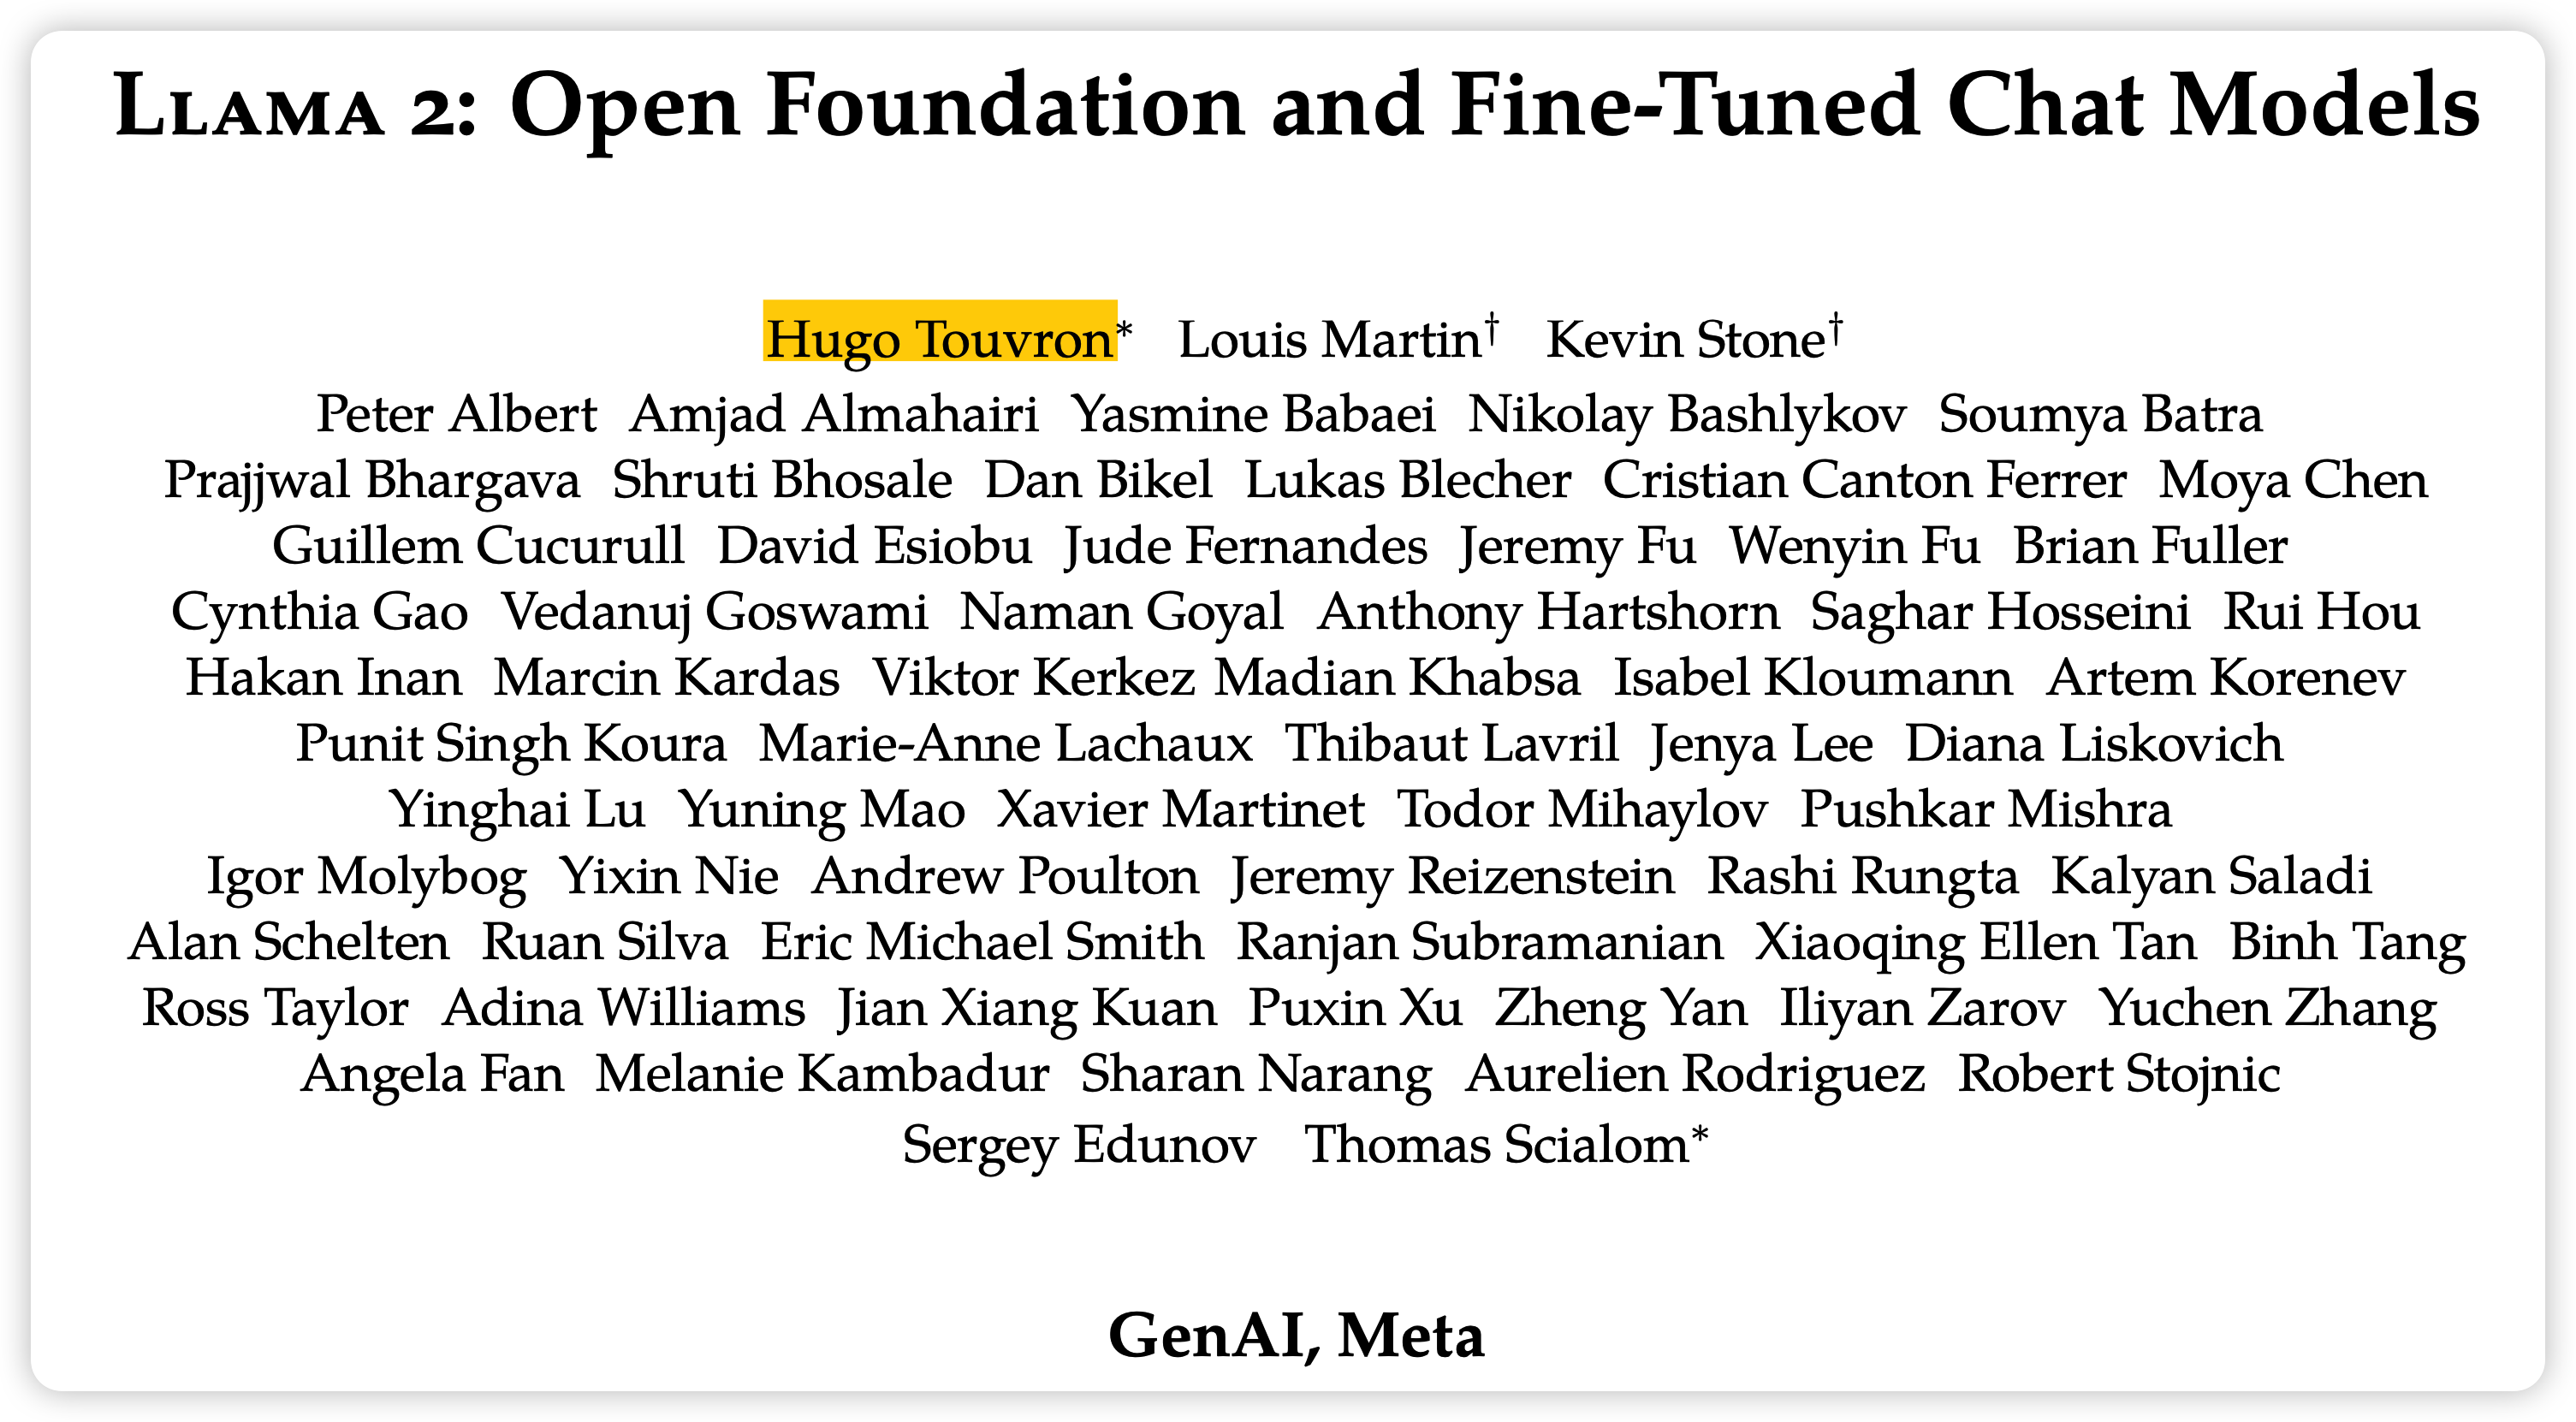 Llama 2: Open Foundation and Fine-Tuned Chat Models
Hugo Touvron* Louis Martin† Kevin Stone†
Peter Albert Amjad Almahairi Yasmine Babaei Nikolay Bashlykov Soumya Batra
Prajjwal Bhargava Shruti Bhosale Dan Bikel Lukas Blecher Cristian Canton Ferrer Moya Chen
Guillem Cucurull David Esiobu Jude Fernandes Jeremy Fu Wenyin Fu Brian Fuller
Cynthia Gao Vedanuj Goswami Naman Goyal Anthony Hartshorn Saghar Hosseini Rui Hou
Hakan Inan Marcin Kardas Viktor Kerkez Madian Khabsa Isabel Kloumann Artem Korenev
Punit Singh Koura Marie-Anne Lachaux Thibaut Lavril Jenya Lee Diana Liskovich
Yinghai Lu Yuning Mao Xavier Martinet Todor Mihaylov Pushkar Mishra
Igor Molybog Yixin Nie Andrew Poulton Jeremy Reizenstein Rashi Rungta Kalyan Saladi
Alan Schelten Ruan Silva Eric Michael Smith Ranjan Subramanian Xiaoqing Ellen Tan Binh Tang
Ross Taylor Adina Williams Jian Xiang Kuan Puxin Xu Zheng Yan Iliyan Zarov Yuchen Zhang
Angela Fan Melanie Kambadur Sharan Narang Aurelien Rodriguez Robert Stojnic
Sergey Edunov Thomas Scialom*
GenAI, Meta